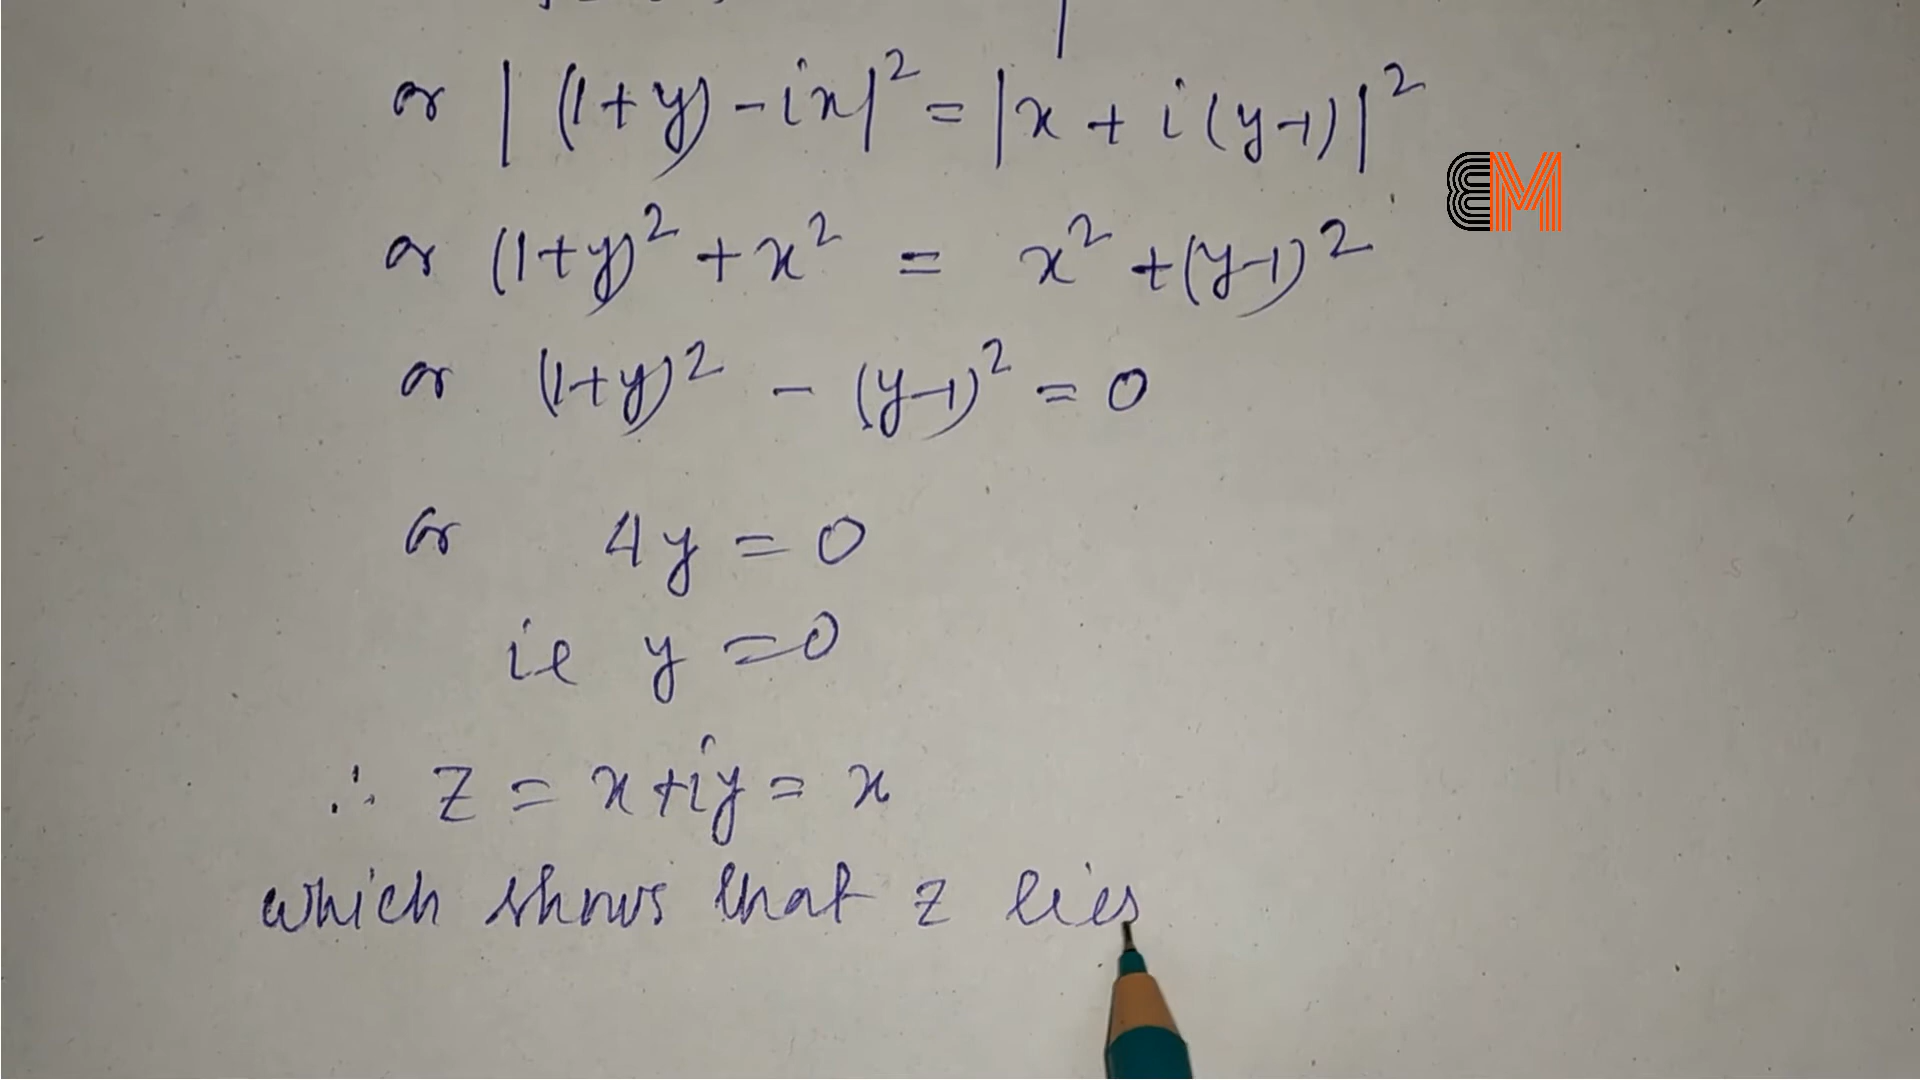 or |(1+y)-ix|² = |x+i(y-1)|²
EM
or (1+y)² + x² = x² + (y-1)²
or (1+y)² - (y-1)² = 0
or 4y = 0
ie y = 0
∴ z = x+iy = x
which shows that z lies